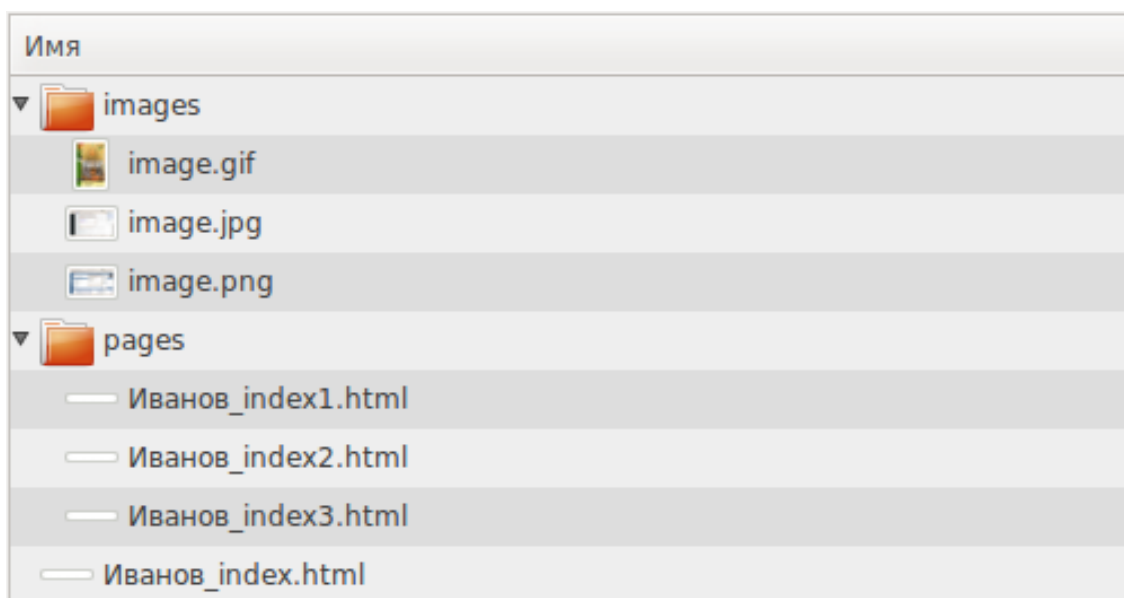 Имя
images
image.gif
image.jpg
image.png
pages
Иванов_index1.html
Иванов_index2.html
Иванов_index3.html
Иванов_index.html